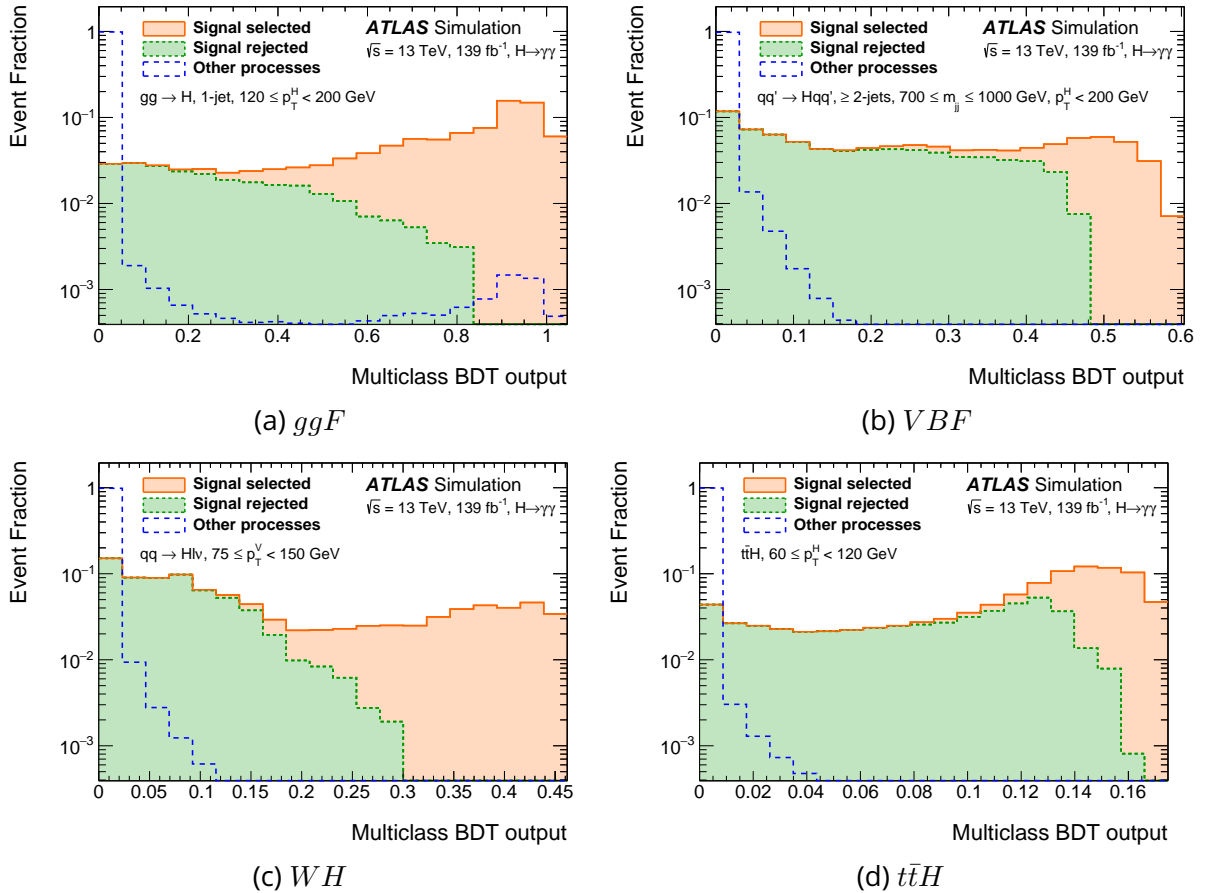 Event Fraction
1
10⁻¹
10⁻²
10⁻³
Signal selected
Signal rejected
Other processes
ATLAS Simulation
√s = 13 TeV, 139 fb⁻¹, H→γγ
gg → H, 1-jet, 120 ≤ p_T^H < 200 GeV
0 0.2 0.4 0.6 0.8 1
Multiclass BDT output
(a) ggF
Event Fraction
1
10⁻¹
10⁻²
10⁻³
Signal selected
Signal rejected
Other processes
ATLAS Simulation
√s = 13 TeV, 139 fb⁻¹, H→γγ
qq' → Hqq', ≥ 2-jets, 700 ≤ m_jj ≤ 1000 GeV, p_T^H < 200 GeV
0 0.1 0.2 0.3 0.4 0.5 0.6
Multiclass BDT output
(b) VBF
Event Fraction
1
10⁻¹
10⁻²
10⁻³
Signal selected
Signal rejected
Other processes
ATLAS Simulation
√s = 13 TeV, 139 fb⁻¹, H→γγ
qq → Hlν, 75 ≤ p_T^V < 150 GeV
0 0.05 0.1 0.15 0.2 0.25 0.3 0.35 0.4 0.45
Multiclass BDT output
(c) WH
Event Fraction
1
10⁻¹
10⁻²
10⁻³
Signal selected
Signal rejected
Other processes
ATLAS Simulation
√s = 13 TeV, 139 fb⁻¹, H→γγ
tt̄H, 60 ≤ p_T^H < 120 GeV
0 0.02 0.04 0.06 0.08 0.1 0.12 0.14 0.16
Multiclass BDT output
(d) tt̄H